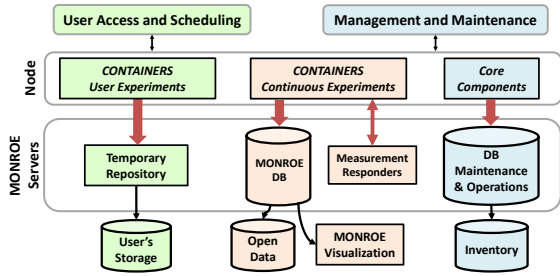 User Access and Scheduling
Management and Maintenance
Node
CONTAINERS
User Experiments
CONTAINERS
Continuous Experiments
Core
Components
MONROE
Servers
Temporary
Repository
MONROE
DB
Measurement
Responders
DB
Maintenance
& Operations
User's
Storage
Open
Data
MONROE
Visualization
Inventory